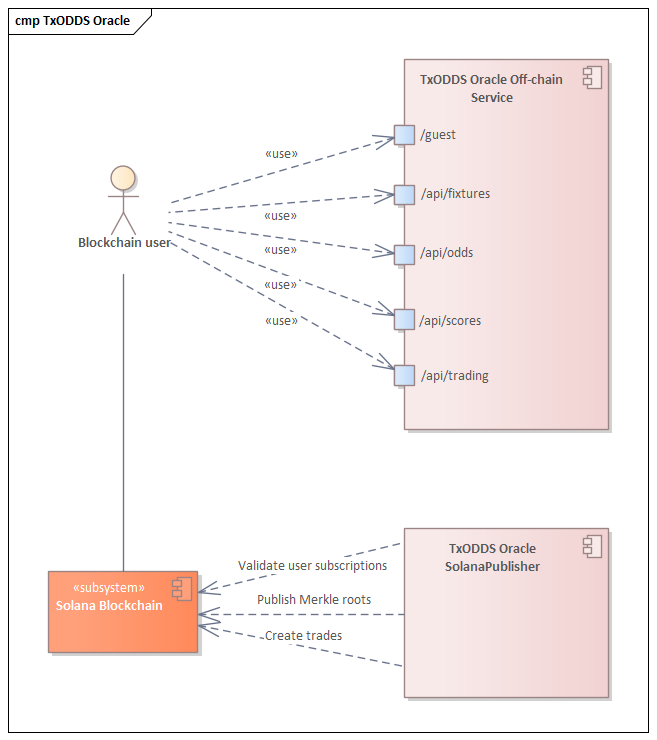 cmp TxODDS Oracle
TxODDS Oracle Off-chain
Service
/guest
«use»
/api/fixtures
«use»
Blockchain user
«use»
/api/odds
«use»
/api/scores
«use»
/api/trading
TxODDS Oracle
SolanaPublisher
Validate user subscriptions
«subsystem»
Solana Blockchain
Publish Merkle roots
Create trades